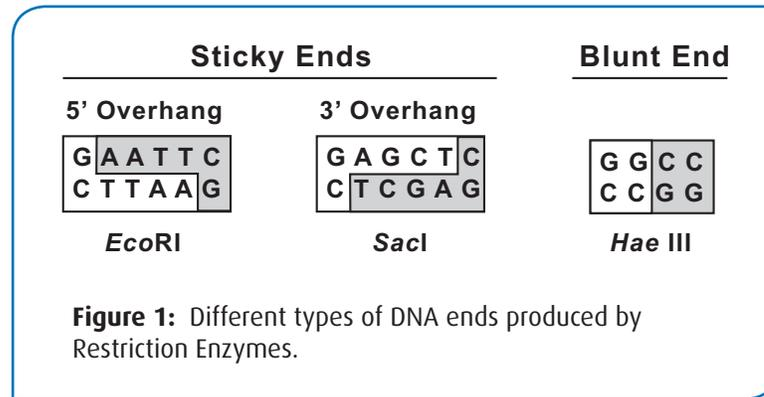 Sticky Ends
Blunt End
5’ Overhang
3’ Overhang
G A A T T C
C T T A A G
EcoRI
G A G C T C
C T C G A G
SacI
G G C C
C C G G
Hae III
Figure 1: Different types of DNA ends produced by
Restriction Enzymes.